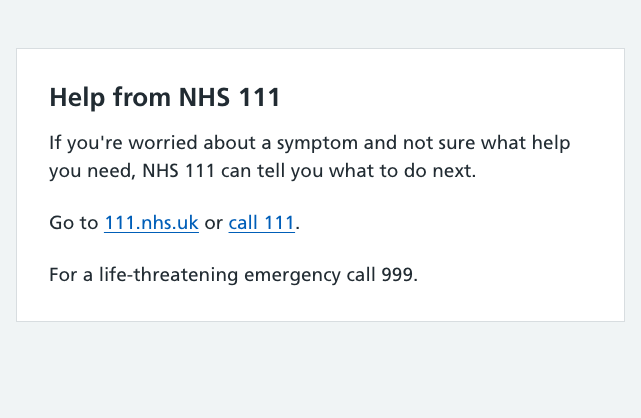 Help from NHS 111
If you're worried about a symptom and not sure what help
you need, NHS 111 can tell you what to do next.
Go to 111.nhs.uk or call 111.
For a life-threatening emergency call 999.